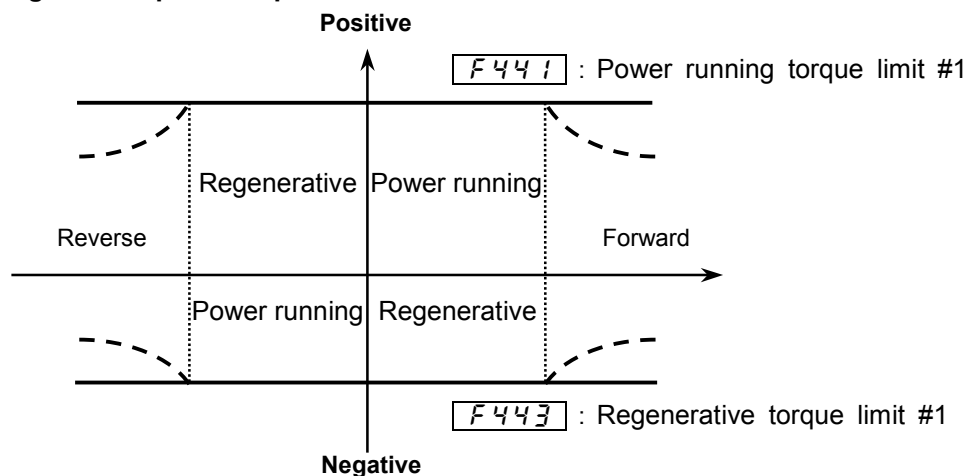 Positive
F441 : Power running torque limit #1
Regenerative Power running
Reverse Forward
Power running Regenerative
F443 : Regenerative torque limit #1
Negative